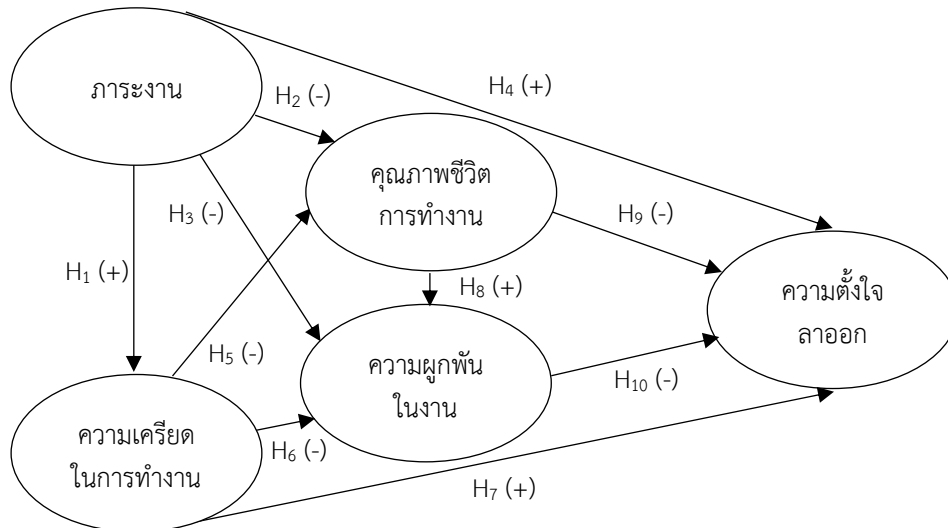 ภาระงาน
H₂ (-)
H₄ (+)
คุณภาพชีวิต
การทำงาน
H₃ (-)
H₉ (-)
H₁ (+)
H₈ (+)
ความตั้งใจ
ลาออก
H₅ (-)
ความผูกพัน
ในงาน
H₁₀ (-)
ความเครียด
ในการทำงาน
H₆ (-)
H₇ (+)